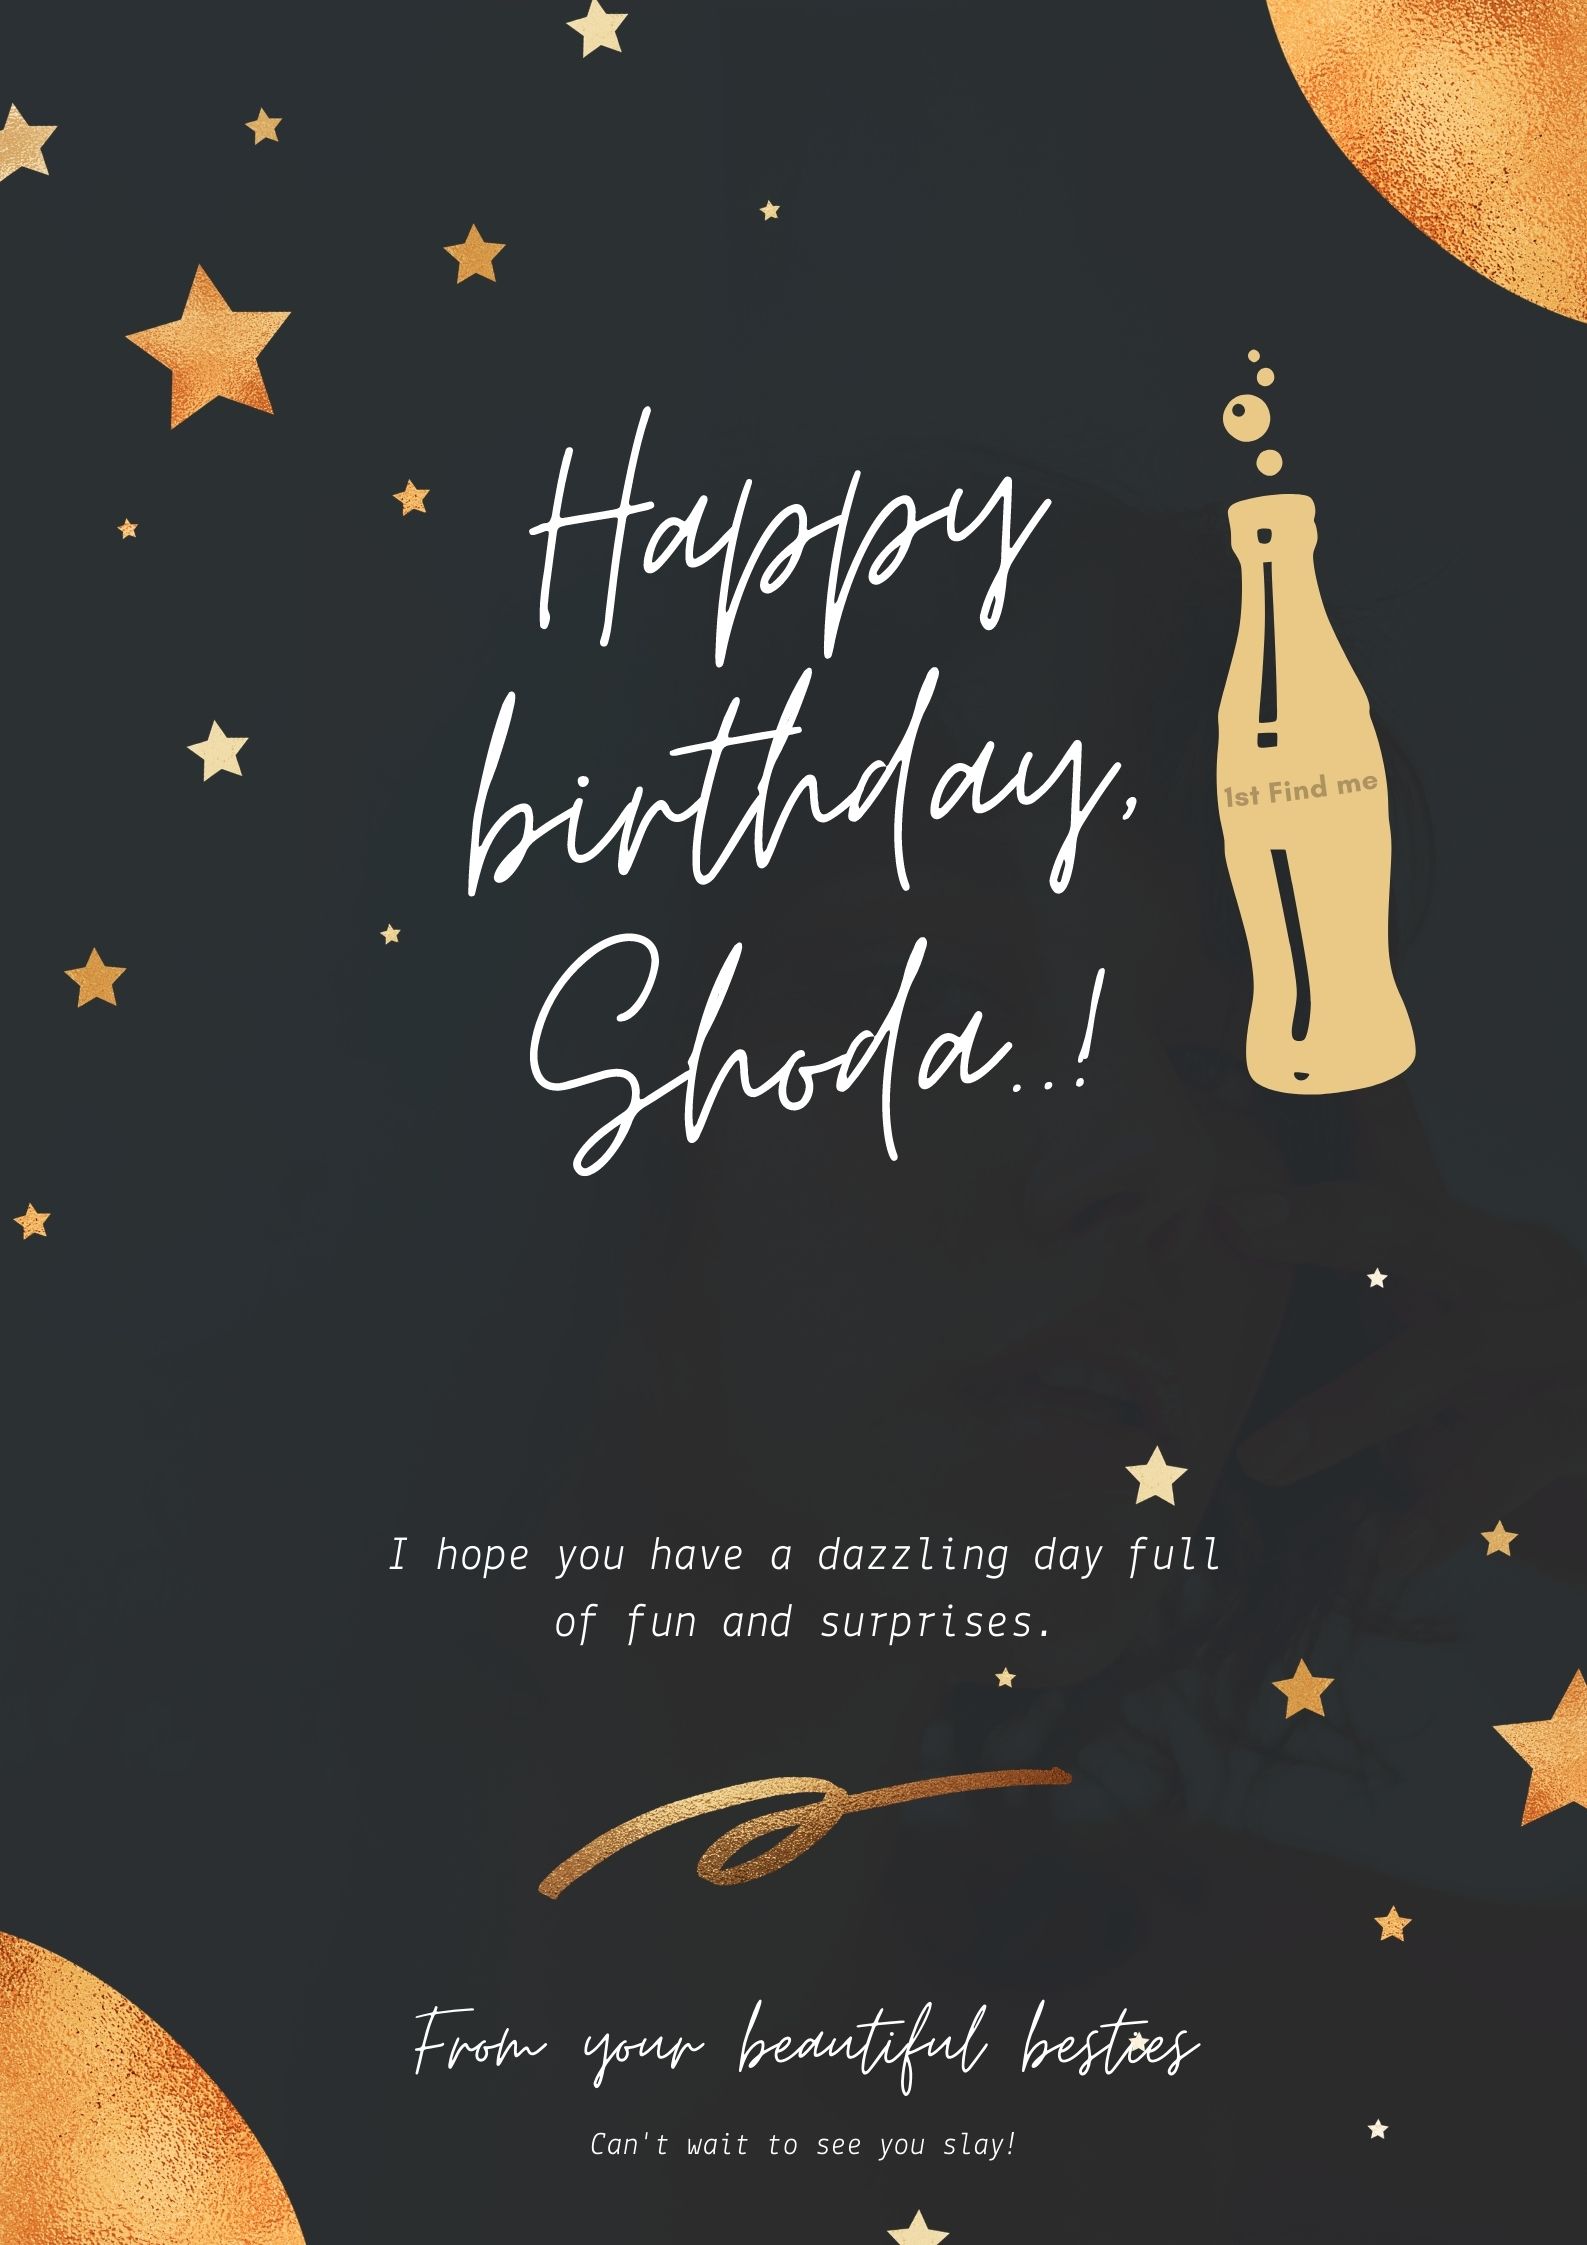 Happy
birthday,
Shoda..!
1st Find me
I hope you have a dazzling day full
of fun and surprises.
From your beautiful besties
Can't wait to see you slay!